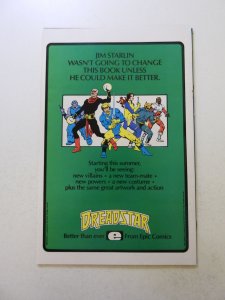 JIM STARLIN
WASN'T GOING TO CHANGE
THIS BOOK UNLESS
HE COULD MAKE IT BETTER.
Starting this summer,
you'll be seeing:
new villains • a new team-mate •
new powers • a new costume •
plus the same great artwork and action
DREADSTAR
Better than ever e From Epic Comics